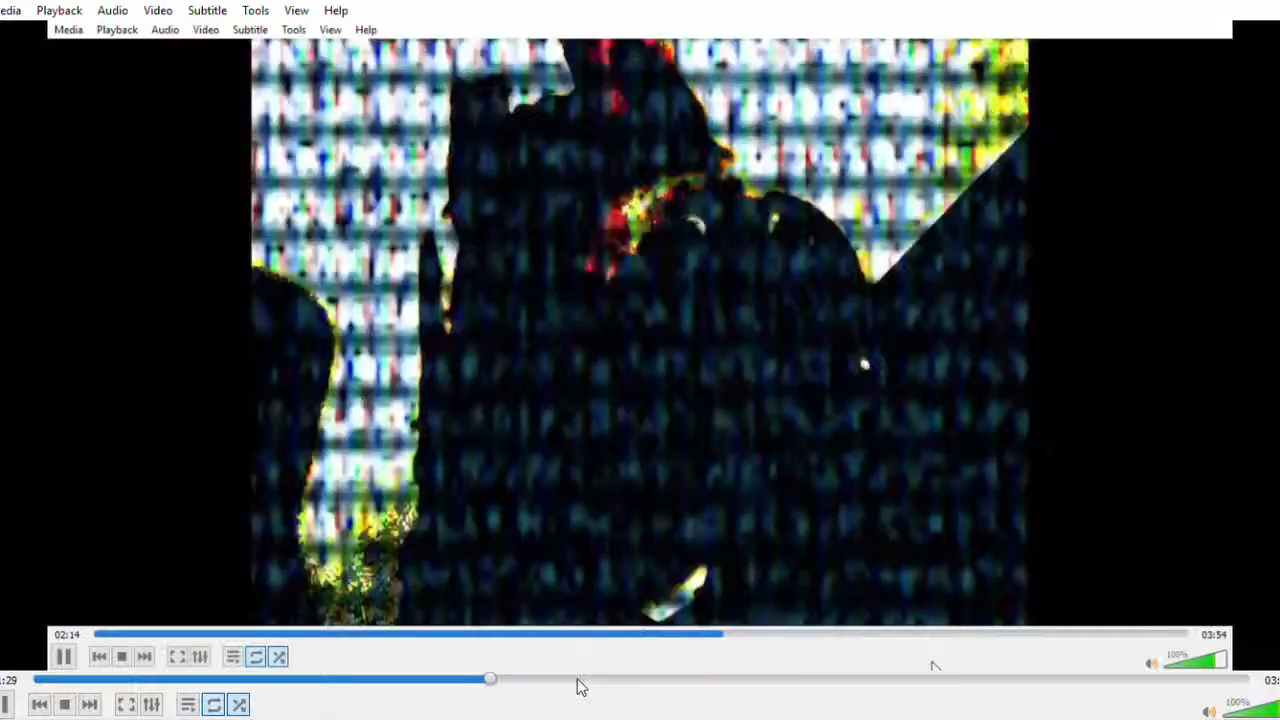 edia Playback Audio Video Subtitle Tools View Help
Media Playback Audio Video Subtitle Tools View Help
02:14 03:54
100%
:29 03:
100%